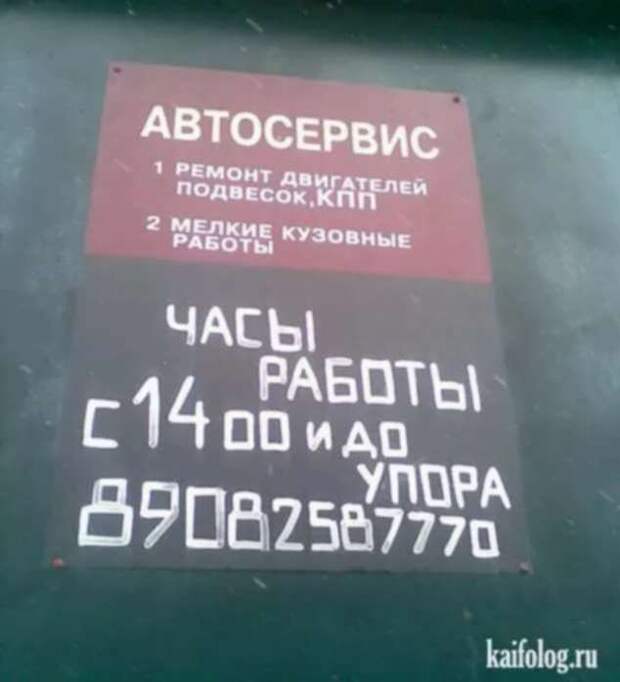 АВТОСЕРВИС
1 РЕМОНТ ДВИГАТЕЛЕЙ
ПОДВЕСОК,КПП
2 МЕЛКИЕ КУЗОВНЫЕ
РАБОТЫ
ЧАСЫ
РАБОТЫ
С 14 00 И ДО
УПОРА
89082587770
kaifolog.ru